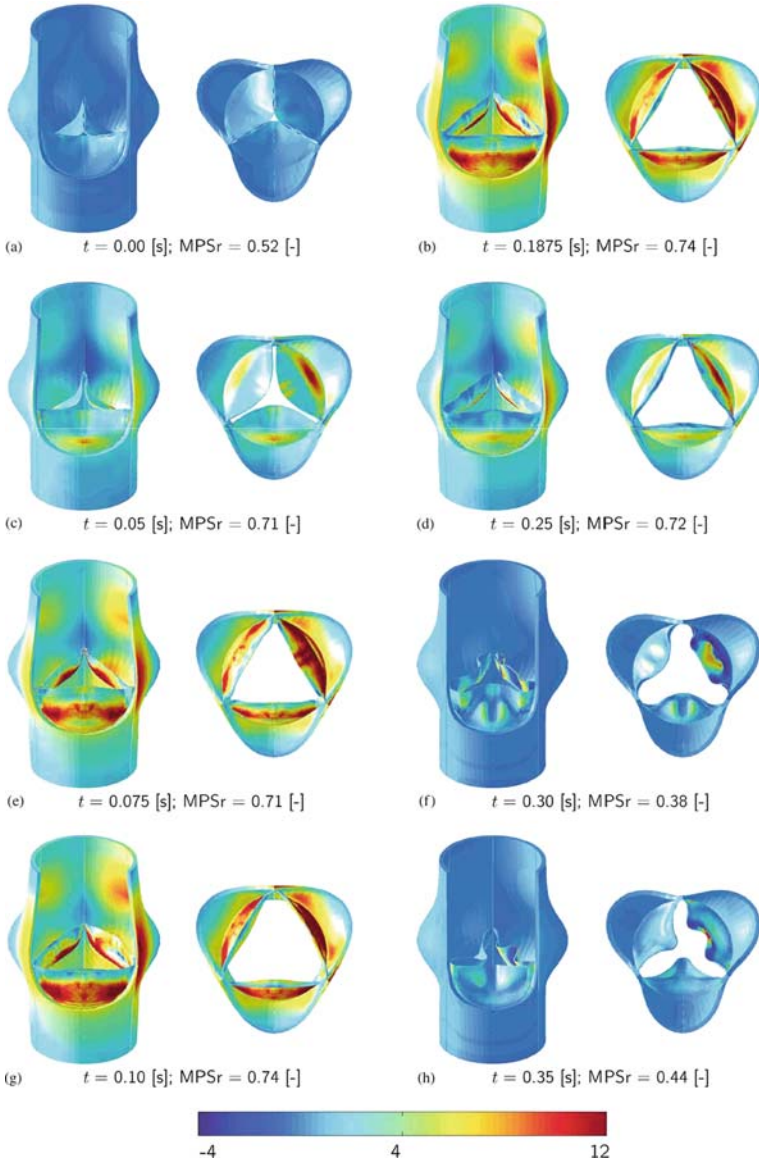 (a) t = 0.00 [s]; MPSr = 0.52 [-]
(b) t = 0.1875 [s]; MPSr = 0.74 [-]
(c) t = 0.05 [s]; MPSr = 0.71 [-]
(d) t = 0.25 [s]; MPSr = 0.72 [-]
(e) t = 0.075 [s]; MPSr = 0.71 [-]
(f) t = 0.30 [s]; MPSr = 0.38 [-]
(g) t = 0.10 [s]; MPSr = 0.74 [-]
(h) t = 0.35 [s]; MPSr = 0.44 [-]
-4 4 12